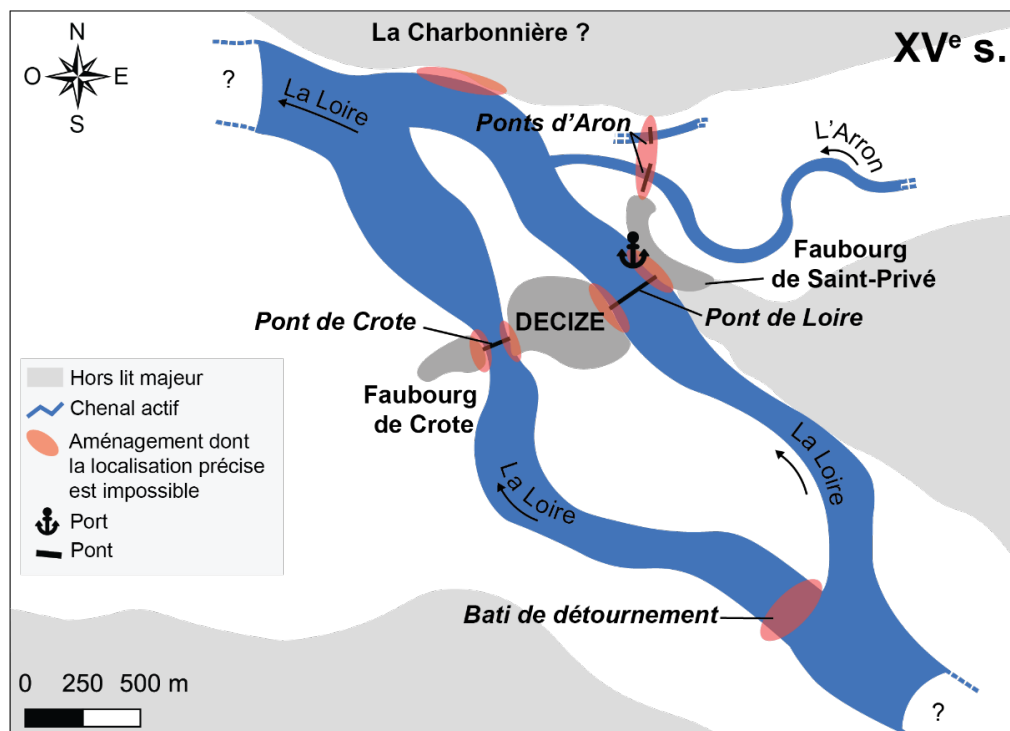 XVe s.
La Charbonnière ?
N
O
E
S
?
La Loire
Ponts d'Aron
L'Arron
Faubourg
de Saint-Privé
DECIZE
Pont de Loire
Pont de Crote
Faubourg
de Crote
Hors lit majeur
Chenal actif
Aménagement dont
la localisation précise
est impossible
Port
Pont
La Loire
La Loire
Bati de détournement
0 250 500 m
?